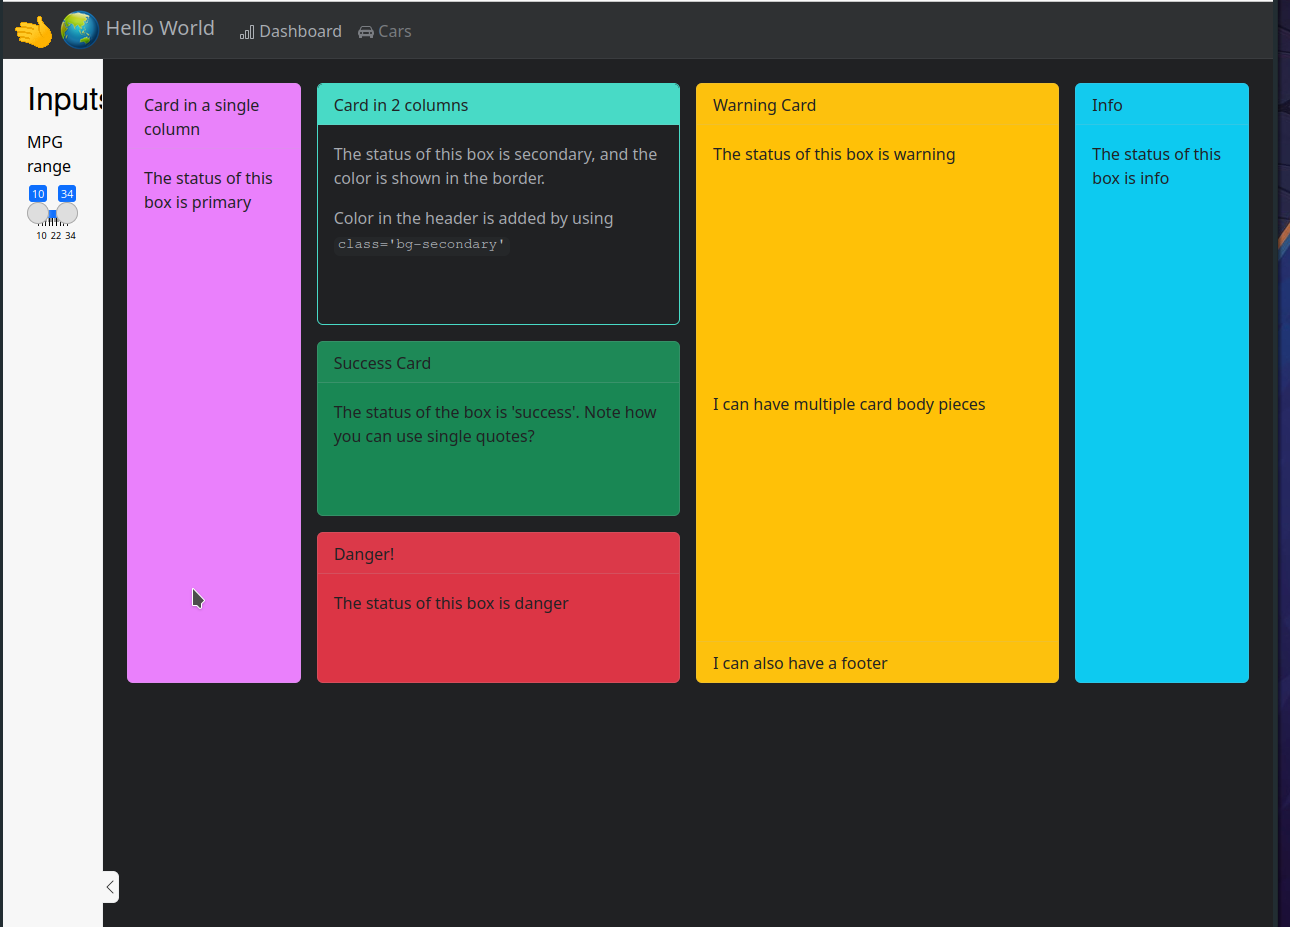 Hello World
Dashboard
Cars
Inputs
MPG
range
10 34
10 22 34
Card in a single
column
The status of this
box is primary
Card in 2 columns
The status of this box is secondary, and the
color is shown in the border.
Color in the header is added by using
class='bg-secondary'
Success Card
The status of the box is 'success'. Note how
you can use single quotes?
Danger!
The status of this box is danger
Warning Card
The status of this box is warning
I can have multiple card body pieces
I can also have a footer
Info
The status of this
box is info